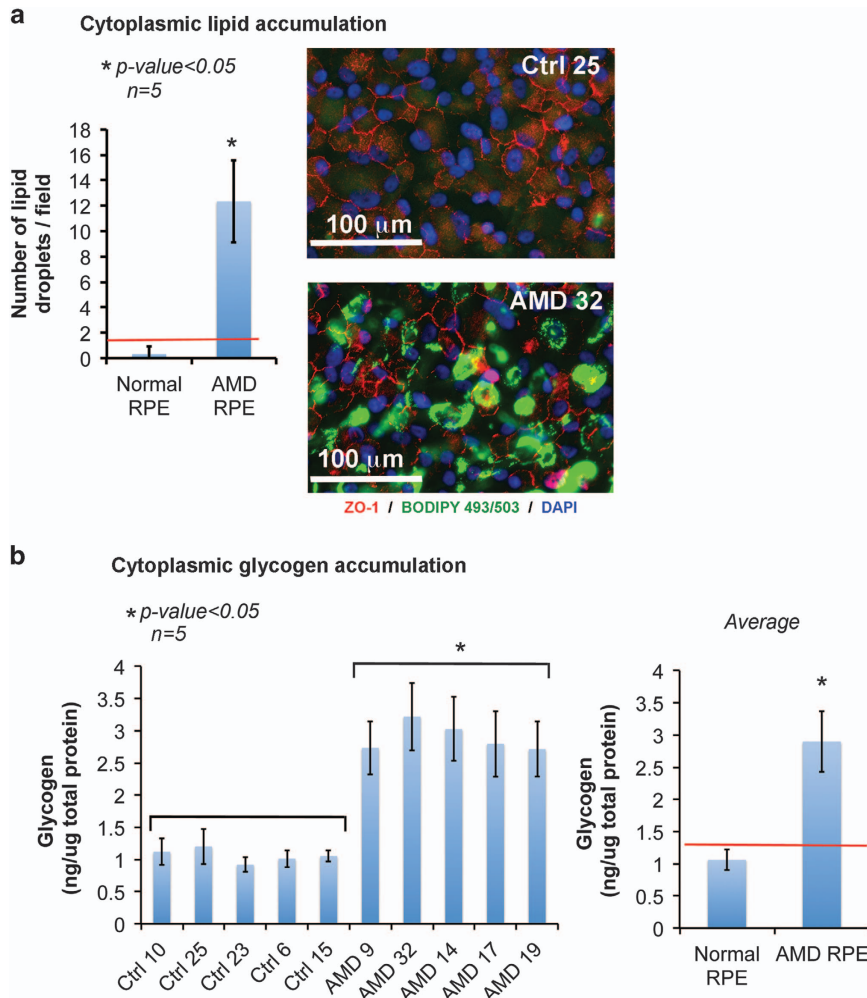 a
Cytoplasmic lipid accumulation
* p-value<0.05
n=5
Number of lipid
droplets / field
18
16
14
12
10
8
6
4
2
0
*
Normal
RPE
AMD
RPE
Ctrl 25
100 µm
AMD 32
100 µm
ZO-1 / BODIPY 493/503 / DAPI
b
Cytoplasmic glycogen accumulation
* p-value<0.05
n=5
Glycogen
(ng/ug total protein)
4
3.5
3
2.5
2
1.5
1
0.5
0
*
Ctrl 10
Ctrl 25
Ctrl 23
Ctrl 6
Ctrl 15
AMD 9
AMD 32
AMD 14
AMD 17
AMD 19
Average
Glycogen
(ng/ug total protein)
4
3.5
3
2.5
2
1.5
1
0.5
0
*
Normal
RPE
AMD RPE